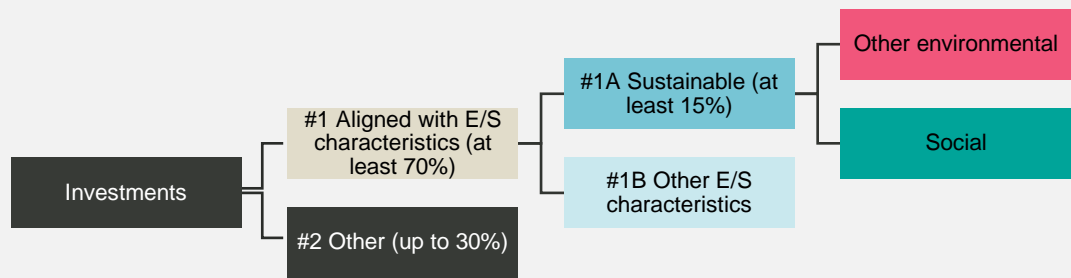 Investments
#1 Aligned with E/S
characteristics (at
least 70%)
#2 Other (up to 30%)
#1A Sustainable (at
least 15%)
#1B Other E/S
characteristics
Other environmental
Social